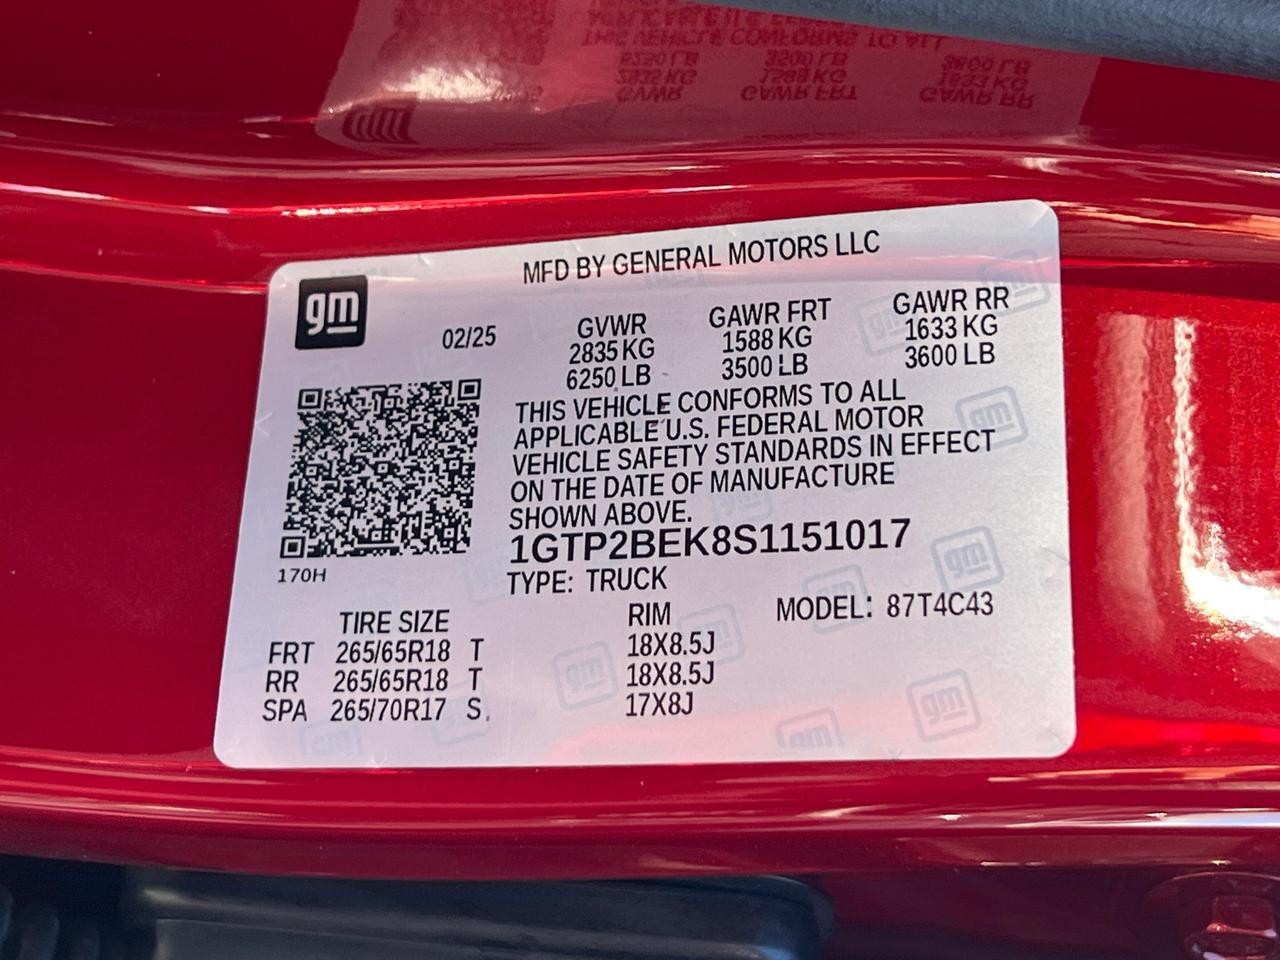 MFD BY GENERAL MOTORS LLC
gm
02/25
GVWR
2835 KG
6250 LB
GAWR FRT
1588 KG
3500 LB
GAWR RR
1633 KG
3600 LB
THIS VEHICLE CONFORMS TO ALL
APPLICABLE U.S. FEDERAL MOTOR
VEHICLE SAFETY STANDARDS IN EFFECT
ON THE DATE OF MANUFACTURE
SHOWN ABOVE.
1GTP2BEK8S1151017
170H
TYPE: TRUCK
MODEL: 87T4C43
TIRE SIZE RIM
FRT 265/65R18 T 18X8.5J
RR 265/65R18 T 18X8.5J
SPA 265/70R17 S 17X8J